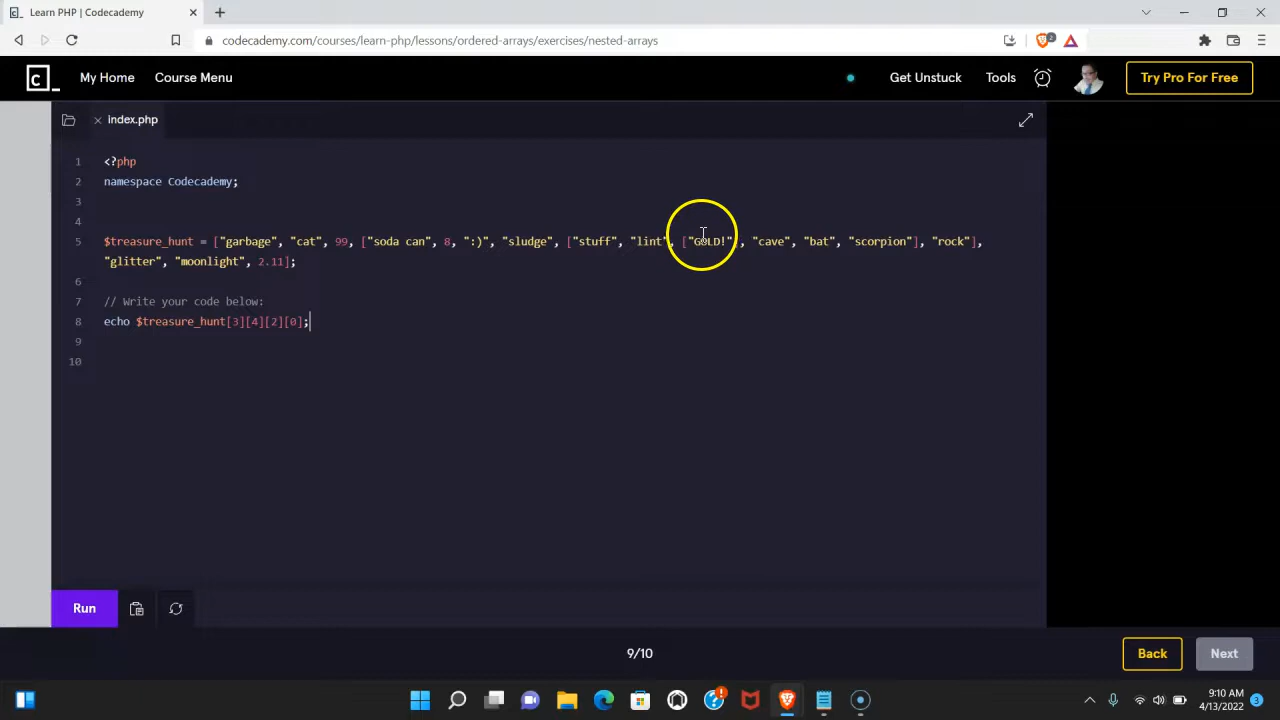 Learn PHP | Codecademy
codecademy.com/courses/learn-php/lessons/ordered-arrays/exercises/nested-arrays
2
C_ My Home Course Menu Get Unstuck Tools Try Pro For Free
index.php
1 <?php
2 namespace Codecademy;
3
4
5 $treasure_hunt = ["garbage", "cat", 99, ["soda can", 8, ":)", "sludge", ["stuff", "lint", ["GOLD!"], "cave", "bat", "scorpion"], "rock"],
"glitter", "moonlight", 2.11];
6
7 // Write your code below:
8 echo $treasure_hunt[3][4][2][0];
9
10
Run
9/10 Back Next
9:10 AM
4/13/2022 3